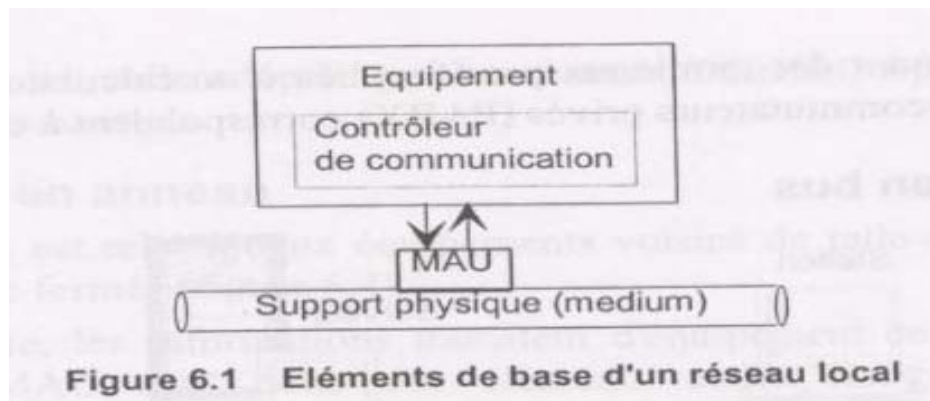 Equipement
Contrôleur
de communication
MAU
Support physique (medium)
Figure 6.1 Eléments de base d'un réseau local